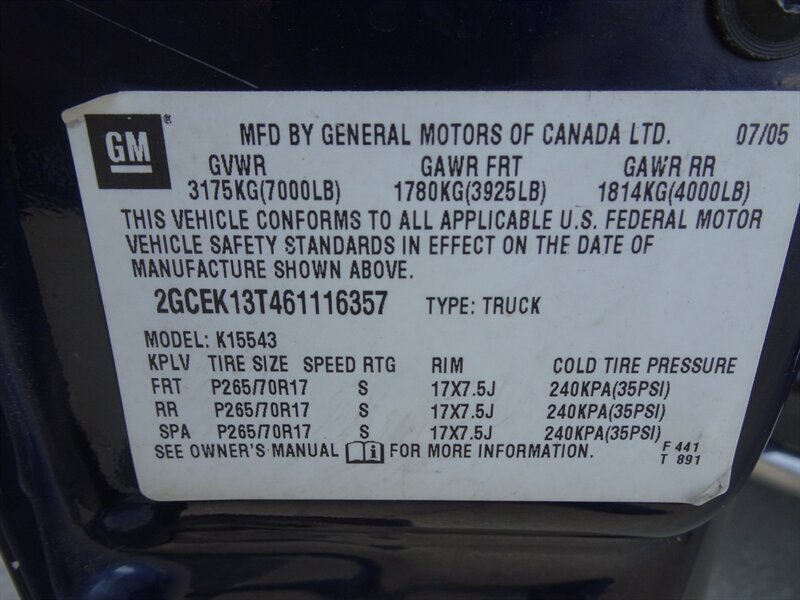 GM ® MFD BY GENERAL MOTORS OF CANADA LTD. 07/05
GVWR GAWR FRT GAWR RR
3175KG(7000LB) 1780KG(3925LB) 1814KG(4000LB)
THIS VEHICLE CONFORMS TO ALL APPLICABLE U.S. FEDERAL MOTOR
VEHICLE SAFETY STANDARDS IN EFFECT ON THE DATE OF
MANUFACTURE SHOWN ABOVE.
2GCEK13T461116357 TYPE: TRUCK
MODEL: K15543
KPLV TIRE SIZE SPEED RTG RIM COLD TIRE PRESSURE
FRT P265/70R17 S 17X7.5J 240KPA(35PSI)
RR P265/70R17 S 17X7.5J 240KPA(35PSI)
SPA P265/70R17 S 17X7.5J 240KPA(35PSI)
SEE OWNER'S MANUAL i FOR MORE INFORMATION. F 441
T 891